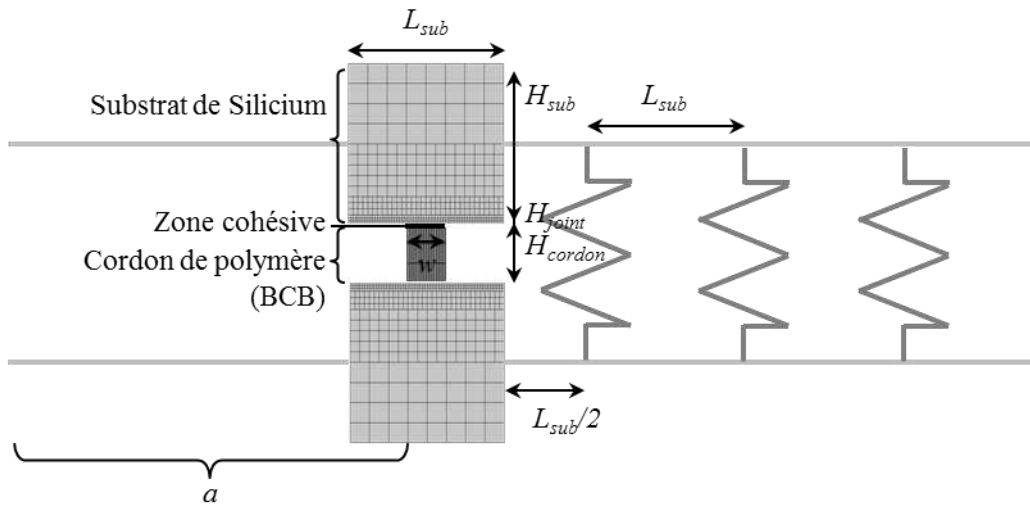 L_sub
Substrat de Silicium
H_sub
L_sub
Zone cohésive
H_joint
Cordon de polymère
(BCB)
w
H_cordon
L_sub/2
a